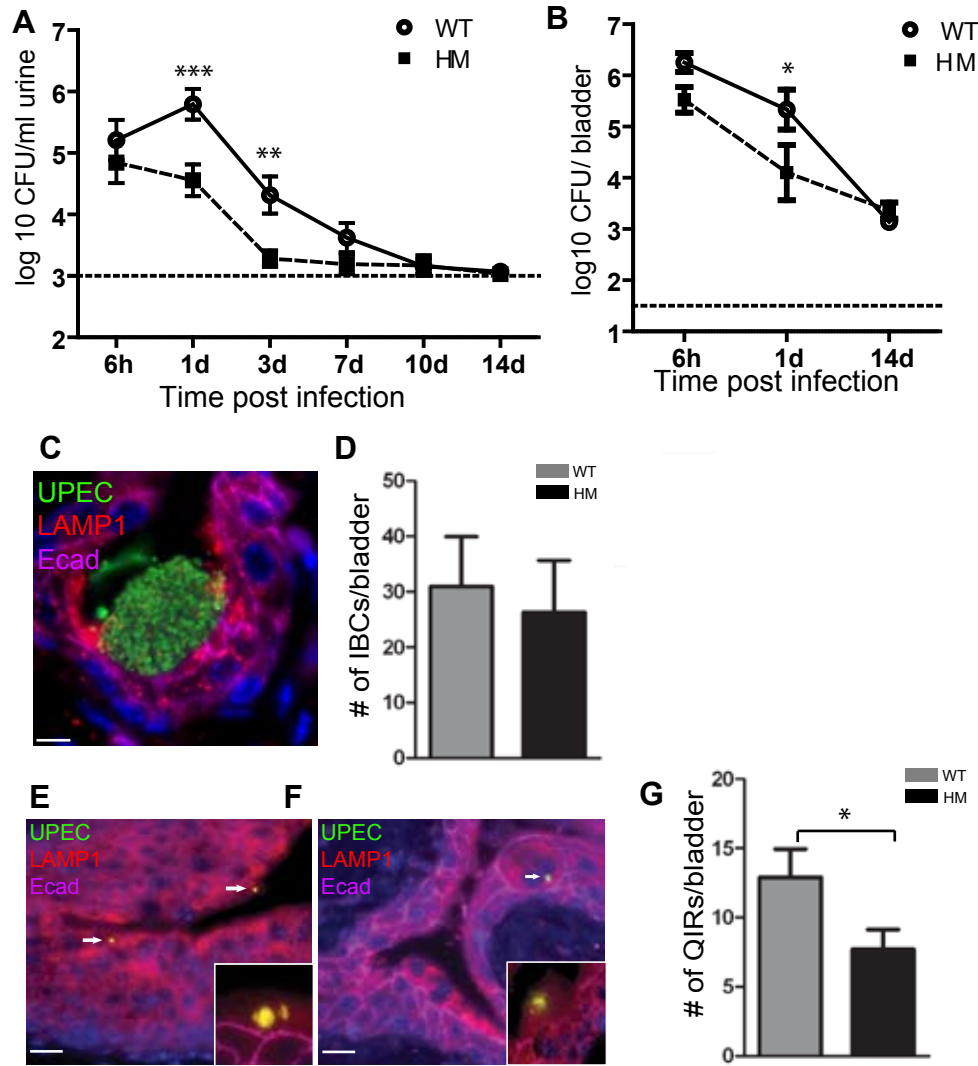 A
7
6
5
4
3
2
log 10 CFU/ml urine
WT
HM
***
**
6h 1d 3d 7d 10d 14d
Time post infection
B
7
6
5
4
3
2
1
log10 CFU/ bladder
WT
HM
*
6h 1d 14d
Time post infection
C
UPEC
LAMP1
Ecad
D
WT
HM
50
40
30
20
10
0
# of IBCs/bladder
E
UPEC
LAMP1
Ecad
F
UPEC
LAMP1
Ecad
G
WT
HM
20
15
10
5
0
# of QIRs/bladder
*